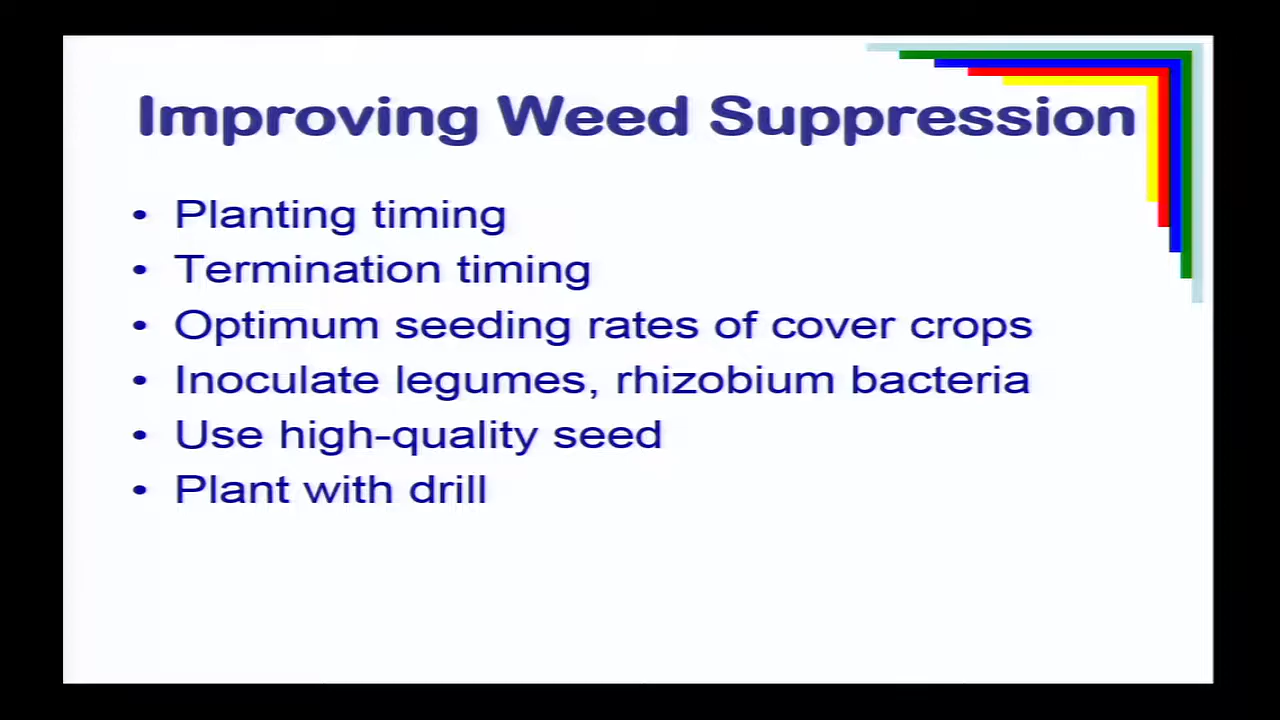 Improving Weed Suppression
• Planting timing
• Termination timing
• Optimum seeding rates of cover crops
• Inoculate legumes, rhizobium bacteria
• Use high-quality seed
• Plant with drill